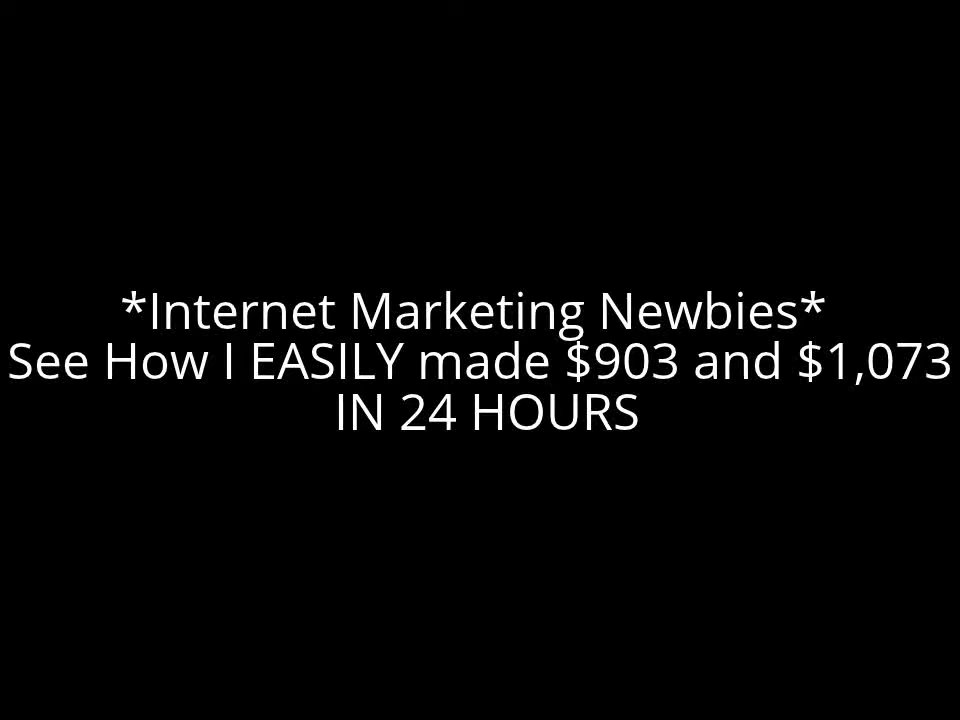 *Internet Marketing Newbies*
See How I EASILY made $903 and $1,073
IN 24 HOURS